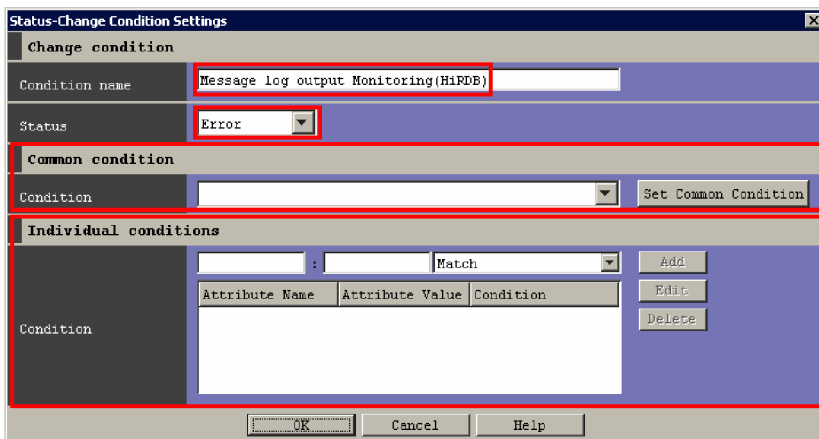 Status-Change Condition Settings
Change condition
Condition name
Message log output Monitoring(HiRDB)
Status
Error
Common condition
Condition
Set Common Condition
Individual conditions
: Match Add
Attribute Name Attribute Value Condition Edit
Delete
Condition
OK Cancel Help